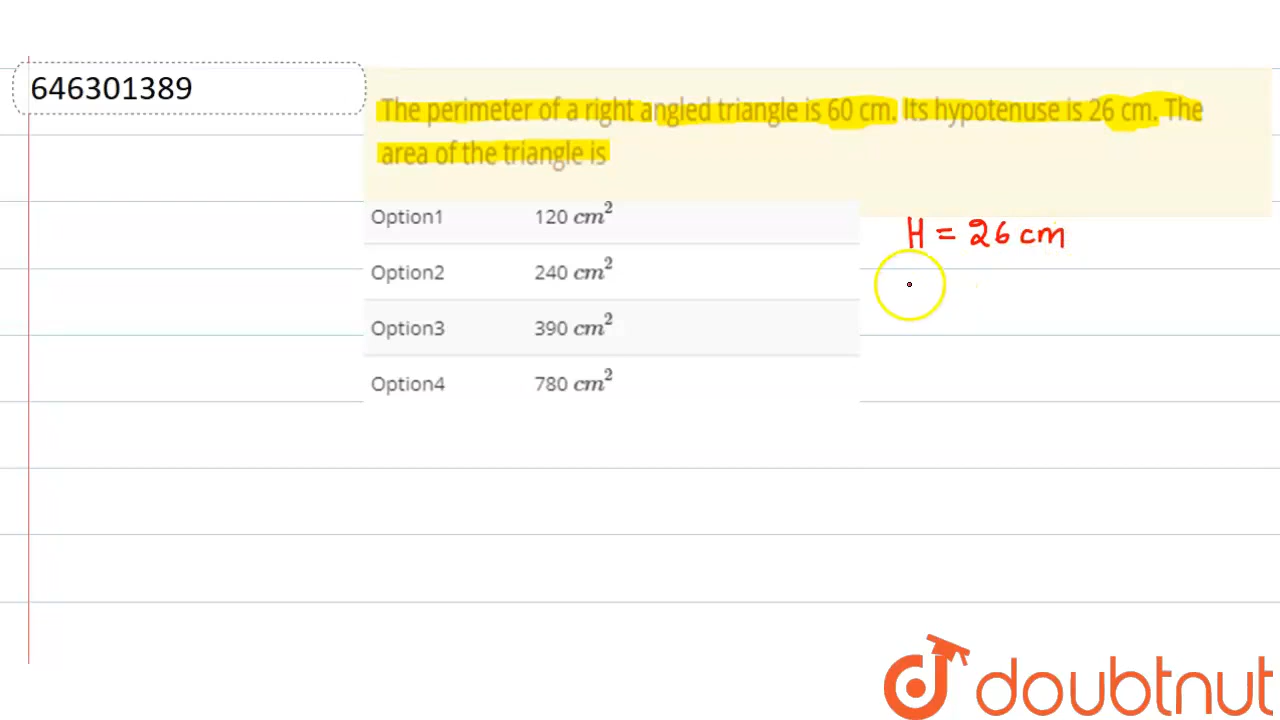 646301389
The perimeter of a right angled triangle is 60 cm. Its hypotenuse is 26 cm. The
area of the triangle is
Option1 120 cm²
H = 26 cm
Option2 240 cm²
Option3 390 cm²
Option4 780 cm²
doubtnut